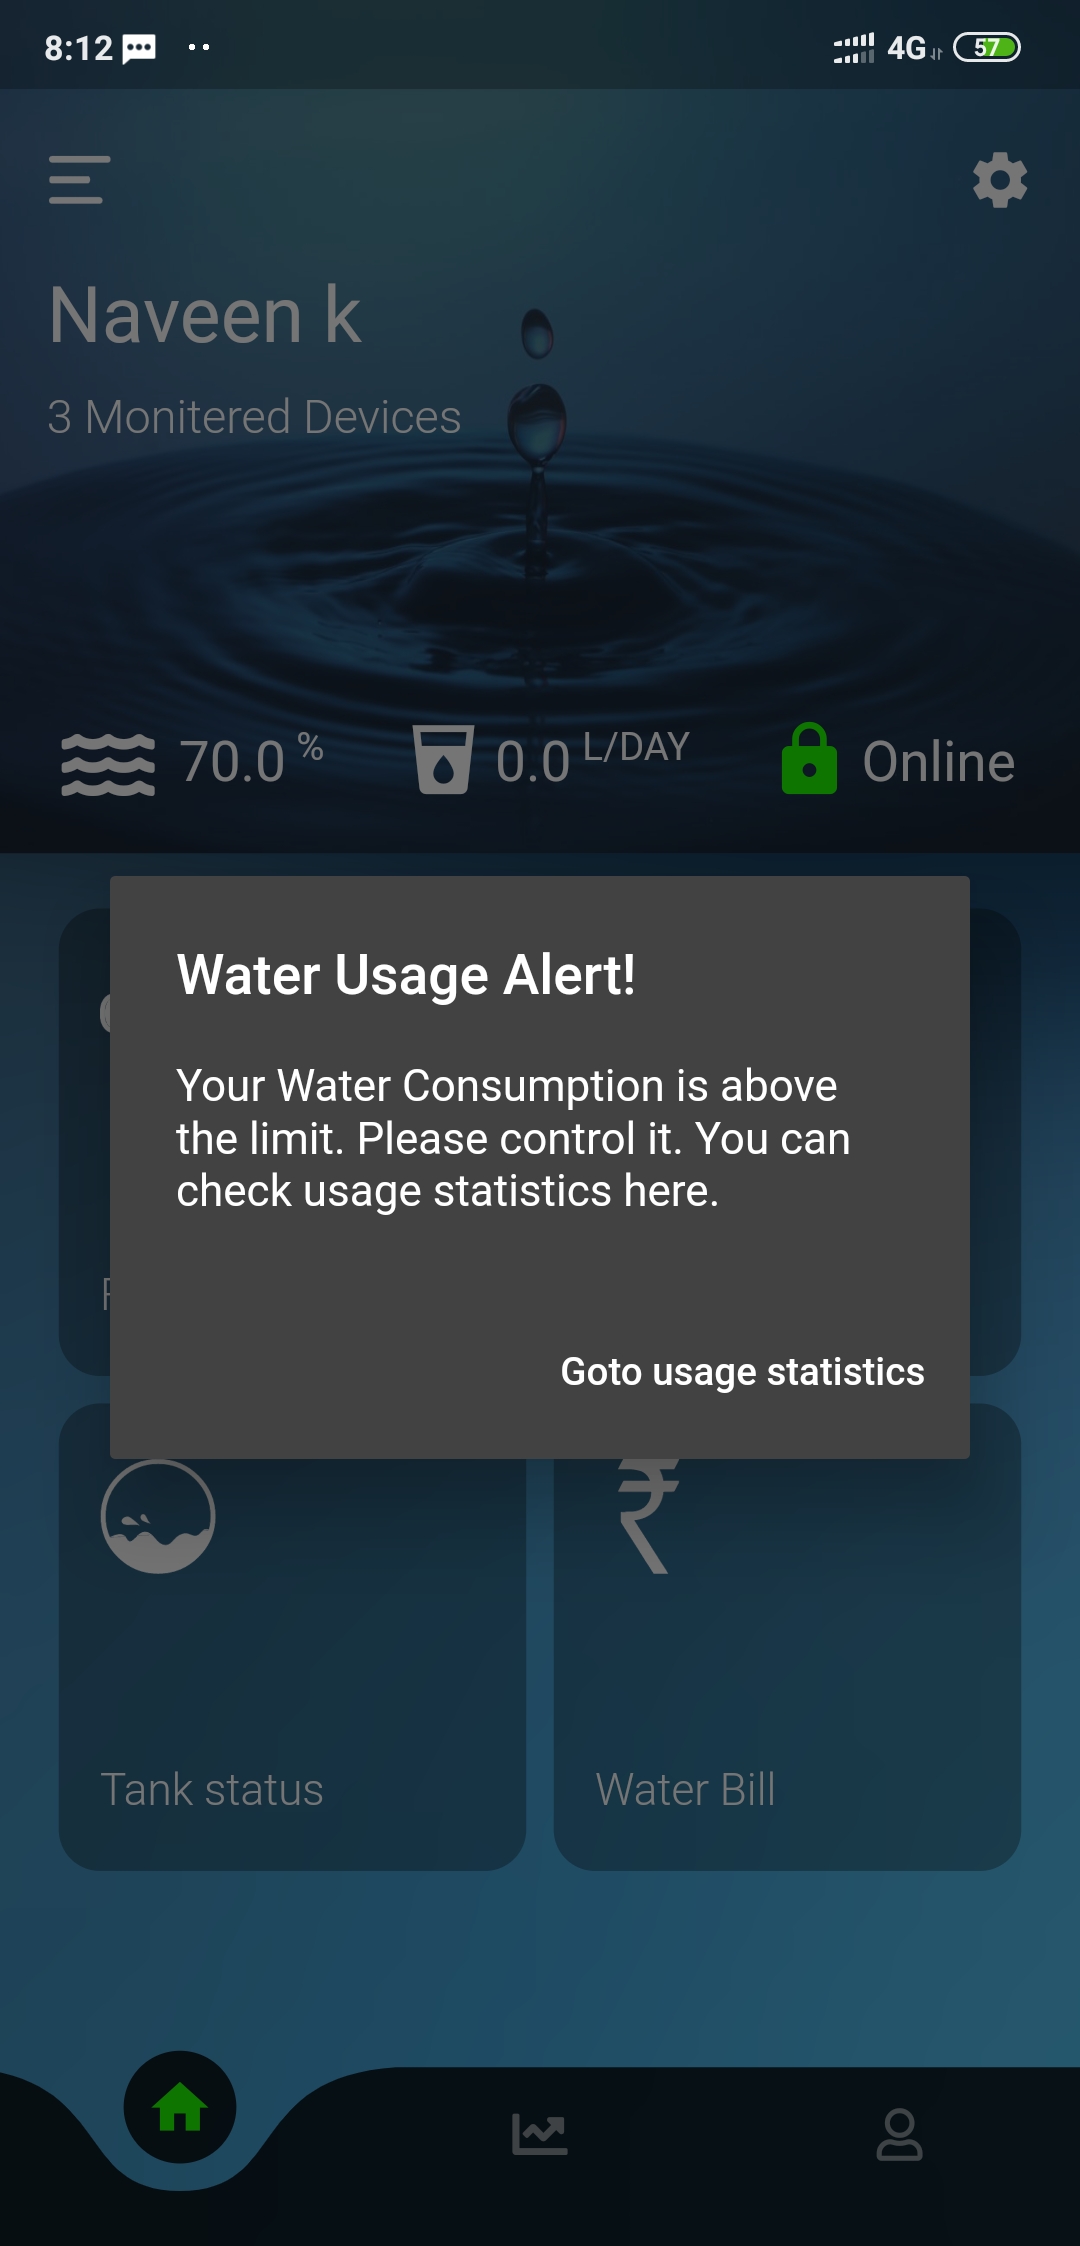 8:12 4G 57
Naveen k
3 Monitered Devices
70.0 % 0.0 L/DAY Online
Water Usage Alert!
Your Water Consumption is above
the limit. Please control it. You can
check usage statistics here.
Goto usage statistics
₹
Tank status Water Bill